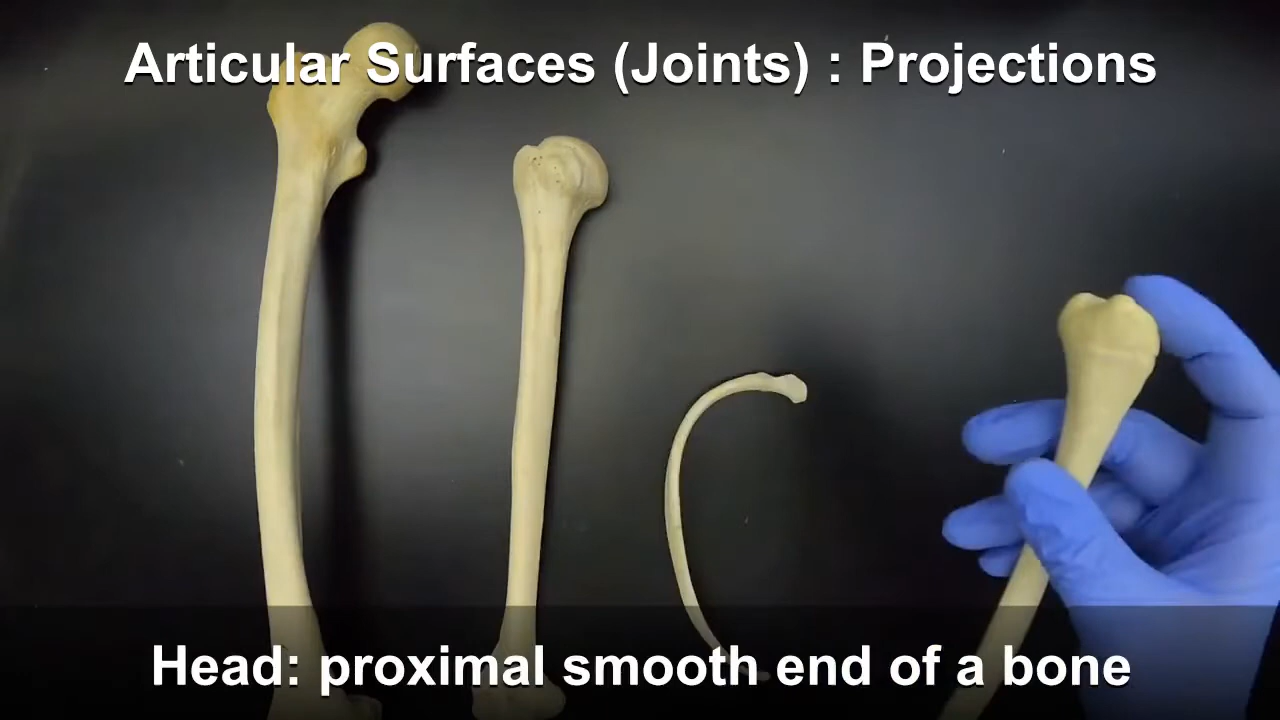 Articular Surfaces (Joints) : Projections
Head: proximal smooth end of a bone